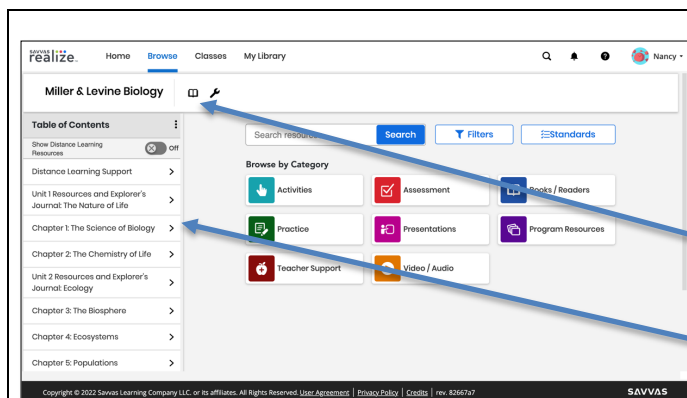 savvas
realize.
Home Browse Classes My Library
Nancy
Miller & Levine Biology
Table of Contents
Show Distance Learning
Resources
Off
Distance Learning Support
Unit 1 Resources and Explorer's
Journal: The Nature of Life
Chapter 1: The Science of Biology
Chapter 2: The Chemistry of Life
Unit 2 Resources and Explorer's
Journal: Ecology
Chapter 3: The Biosphere
Chapter 4: Ecosystems
Chapter 5: Populations
Search
Search
Filters
Standards
Browse by Category
Activities
Assessment
Books / Readers
Practice
Presentations
Program Resources
Teacher Support
Video / Audio
Copyright © 2022 Savvas Learning Company LLC. or its affiliates. All Rights Reserved. User Agreement | Privacy Policy | Credits | rev. 82667a7
SAVVAS